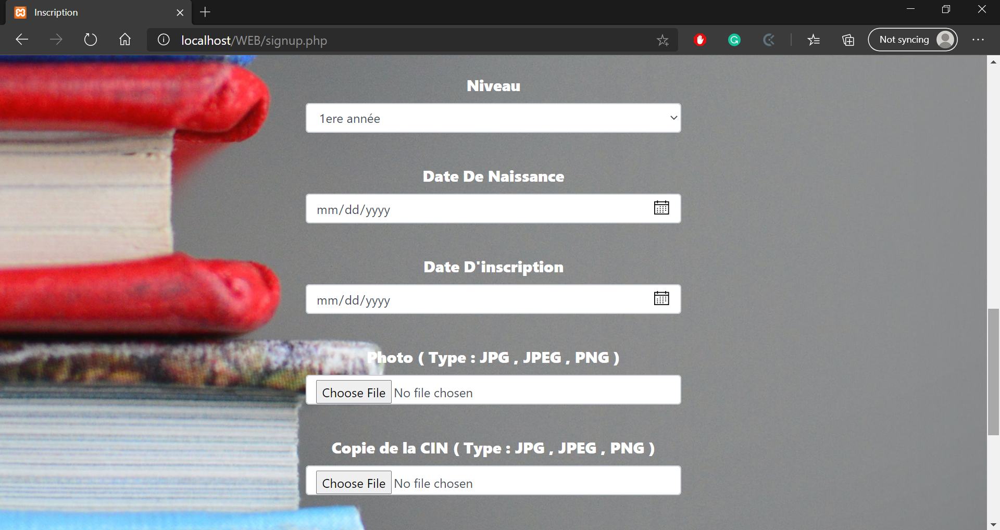 Inscription
localhost/WEB/signup.php
Not syncing
Niveau
1ere année
Date De Naissance
mm/dd/yyyy
Date D'inscription
mm/dd/yyyy
Photo ( Type : JPG , JPEG , PNG )
Choose File No file chosen
Copie de la CIN ( Type : JPG , JPEG , PNG )
Choose File No file chosen